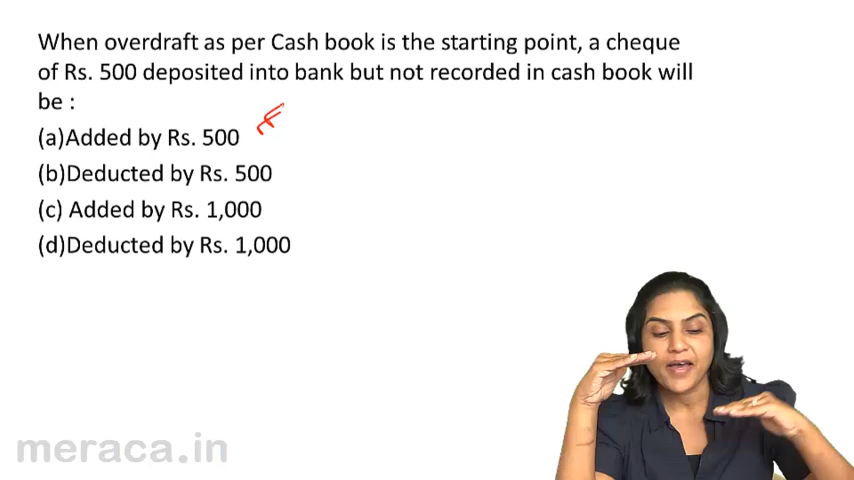 When overdraft as per Cash book is the starting point, a cheque
of Rs. 500 deposited into bank but not recorded in cash book will
be :
(a)Added by Rs. 500
(b)Deducted by Rs. 500
(c) Added by Rs. 1,000
(d)Deducted by Rs. 1,000
meraca.in